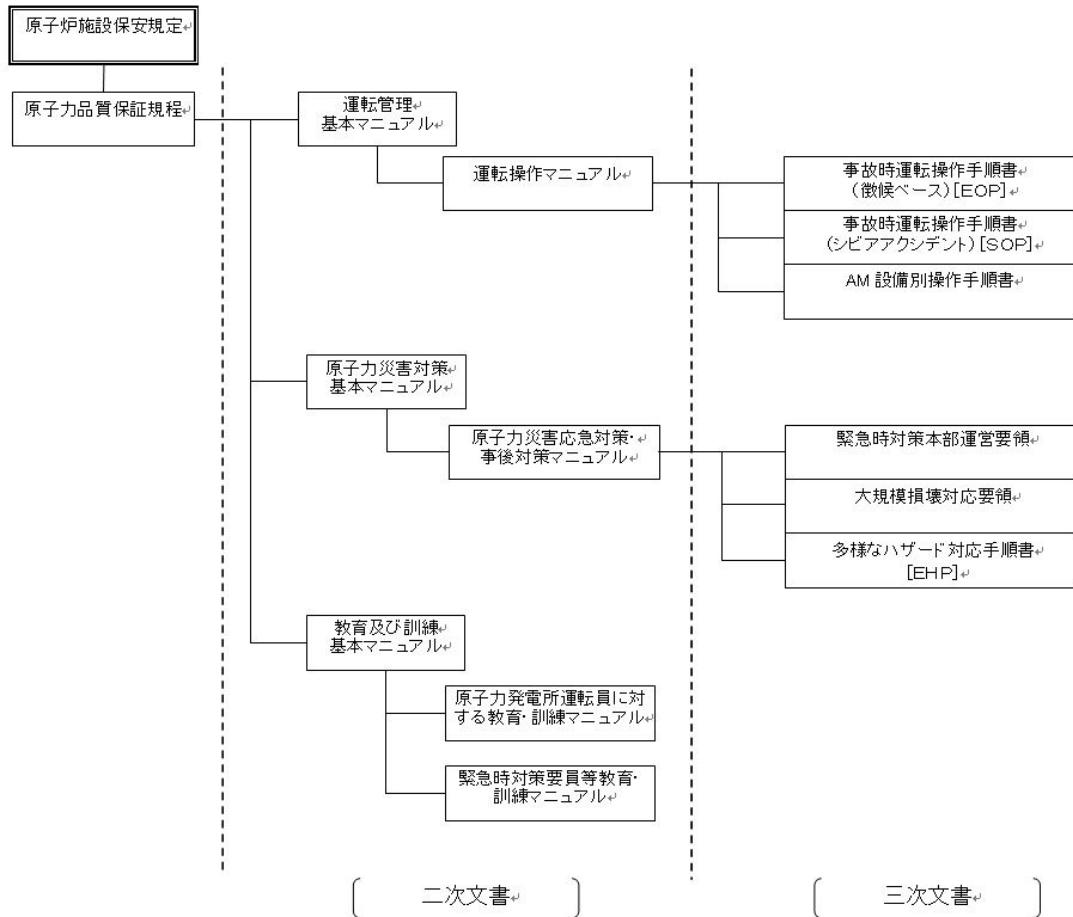 原子炉施設保安規定
原子力品質保証規程
運転管理
基本マニュアル
運転操作マニュアル
事故時運転操作手順書
(徴候ベース)[EOP]
事故時運転操作手順書
(シビアアクシデント)[SOP]
AM 設備別操作手順書
原子力災害対策
基本マニュアル
原子力災害応急対策・
事後対策マニュアル
緊急時対策本部運営要領
大規模損壊対応要領
多様なハザード対応手順書
[EHP]
教育及び訓練
基本マニュアル
原子力発電所運転員に対
する教育・訓練マニュアル
緊急時対策要員等教育・
訓練マニュアル
二次文書
三次文書